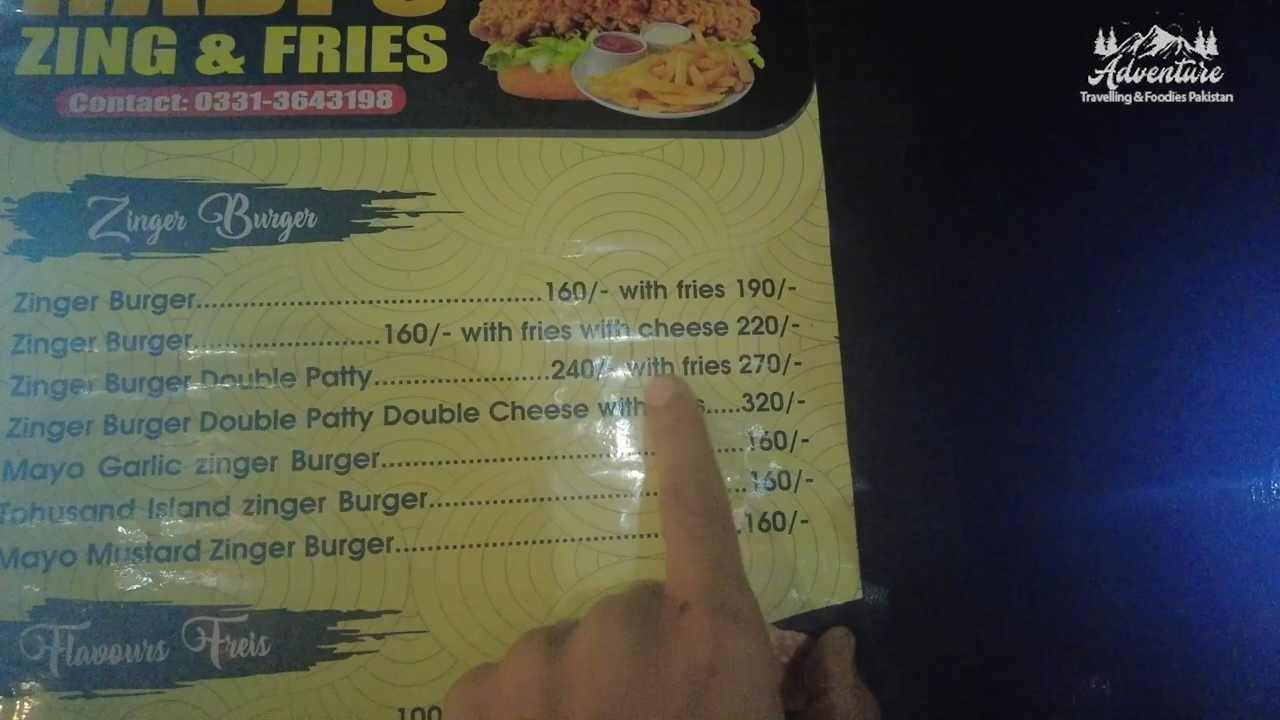 ZING & FRIES
Contact: 0331-3643198
Adventure
Travelling & Foodies Pakistan
Zinger Burger
Zinger Burger.......................................160/- with fries 190/-
Zinger Burger....................160/- with fries with cheese 220/-
Zinger Burger Double Patty....................240/- with fries 270/-
Zinger Burger Double Patty Double Cheese with .....320/-
Mayo Garlic zinger Burger.......................................160/-
Tohusand Island zinger Burger..................................160/-
Mayo Mustard Zinger Burger.....................................160/-
Flavours Freis
100